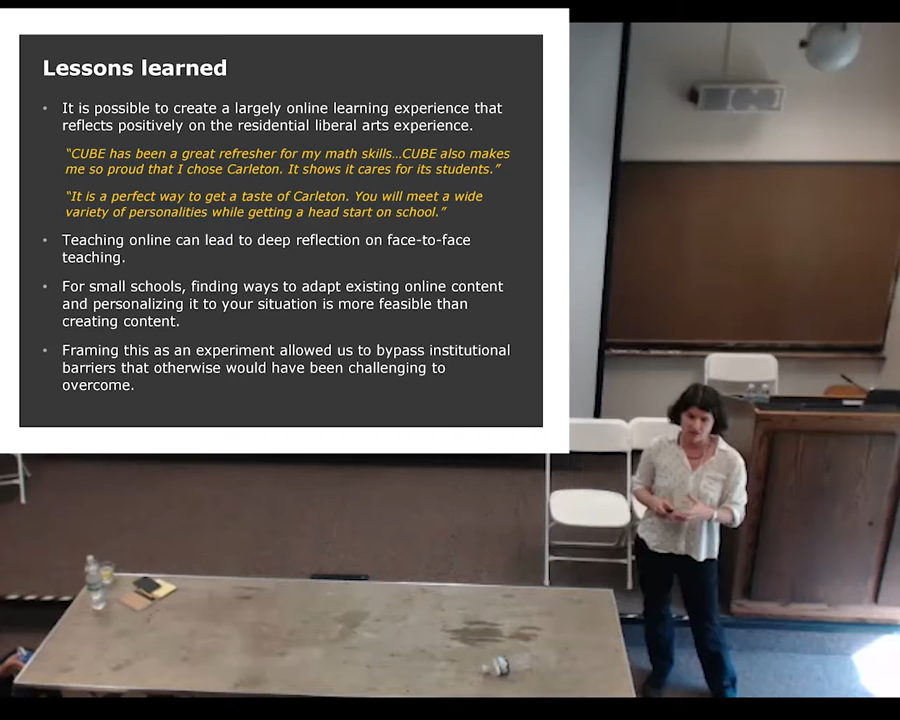 Lessons learned
It is possible to create a largely online learning experience that
reflects positively on the residential liberal arts experience.
“CUBE has been a great refresher for my math skills…CUBE also makes
me so proud that I chose Carleton. It shows it cares for its students.”
“It is a perfect way to get a taste of Carleton. You will meet a wide
variety of personalities while getting a head start on school.”
Teaching online can lead to deep reflection on face-to-face
teaching.
For small schools, finding ways to adapt existing online content
and personalizing it to your situation is more feasible than
creating content.
Framing this as an experiment allowed us to bypass institutional
barriers that otherwise would have been challenging to
overcome.